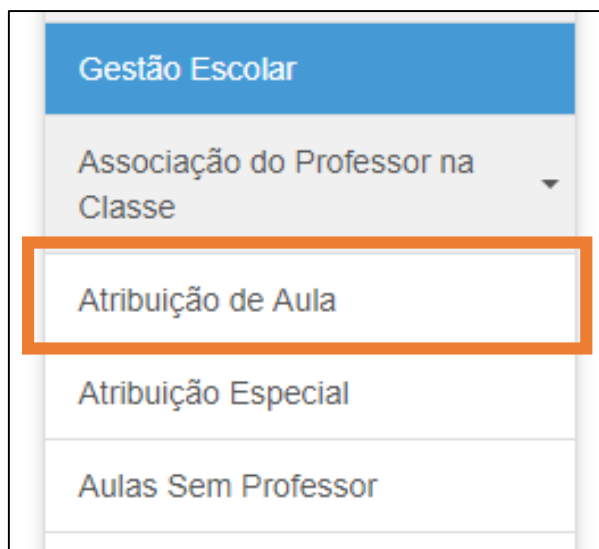 Gestão Escolar
Associação do Professor na
Classe
Atribuição de Aula
Atribuição Especial
Aulas Sem Professor